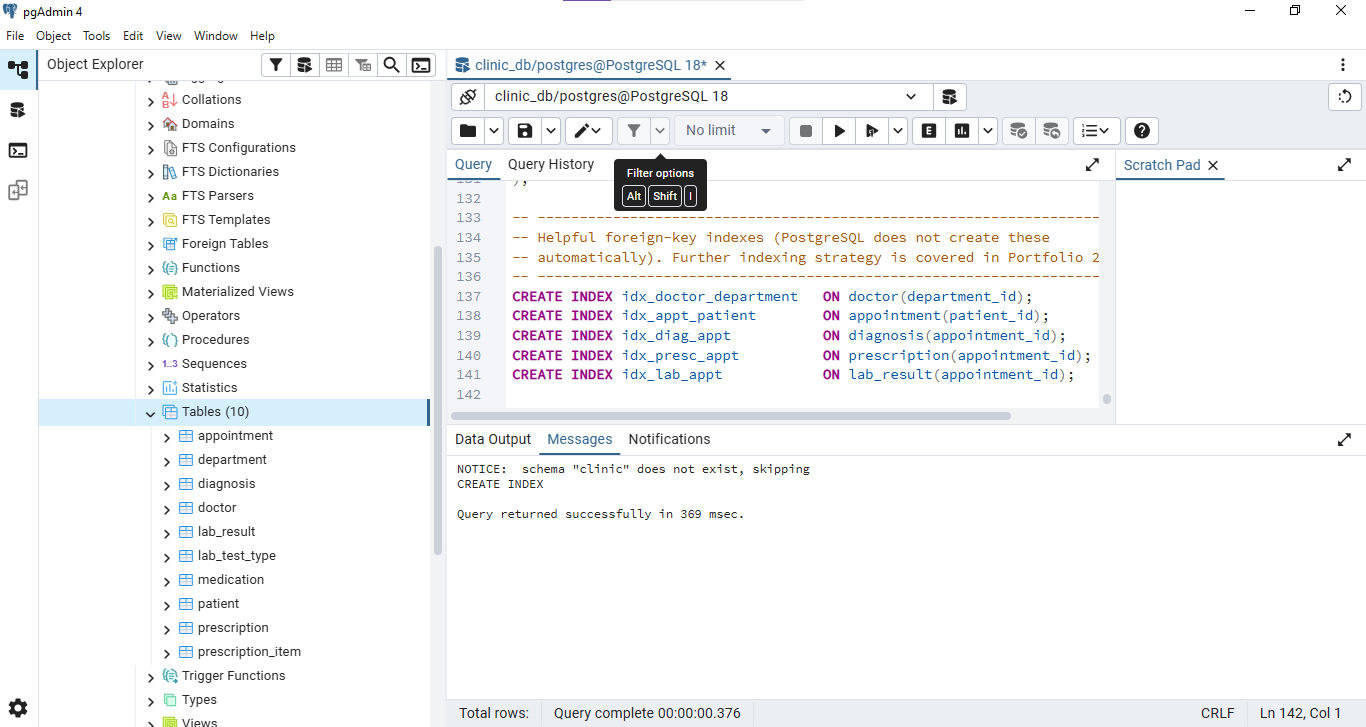 pgAdmin 4
File Object Tools Edit View Window Help
Object Explorer
Collations
Domains
FTS Configurations
FTS Dictionaries
Aa FTS Parsers
FTS Templates
Foreign Tables
Functions
Materialized Views
Operators
Procedures
1..3 Sequences
Statistics
Tables (10)
appointment
department
diagnosis
doctor
lab_result
lab_test_type
medication
patient
prescription
prescription_item
Trigger Functions
Types
Views
clinic_db/postgres@PostgreSQL 18*
clinic_db/postgres@PostgreSQL 18
No limit
E
Query Query History
Filter options
Alt Shift I
Scratch Pad
131 );
132
133 -- -------------------------------------------------------------------
134 -- Helpful foreign-key indexes (PostgreSQL does not create these
135 -- automatically). Further indexing strategy is covered in Portfolio 2
136 -- -------------------------------------------------------------------
137 CREATE INDEX idx_doctor_department ON doctor(department_id);
138 CREATE INDEX idx_appt_patient ON appointment(patient_id);
139 CREATE INDEX idx_diag_appt ON diagnosis(appointment_id);
140 CREATE INDEX idx_presc_appt ON prescription(appointment_id);
141 CREATE INDEX idx_lab_appt ON lab_result(appointment_id);
142
Data Output Messages Notifications
NOTICE: schema "clinic" does not exist, skipping
CREATE INDEX
Query returned successfully in 369 msec.
Total rows: Query complete 00:00:00.376 CRLF Ln 142, Col 1